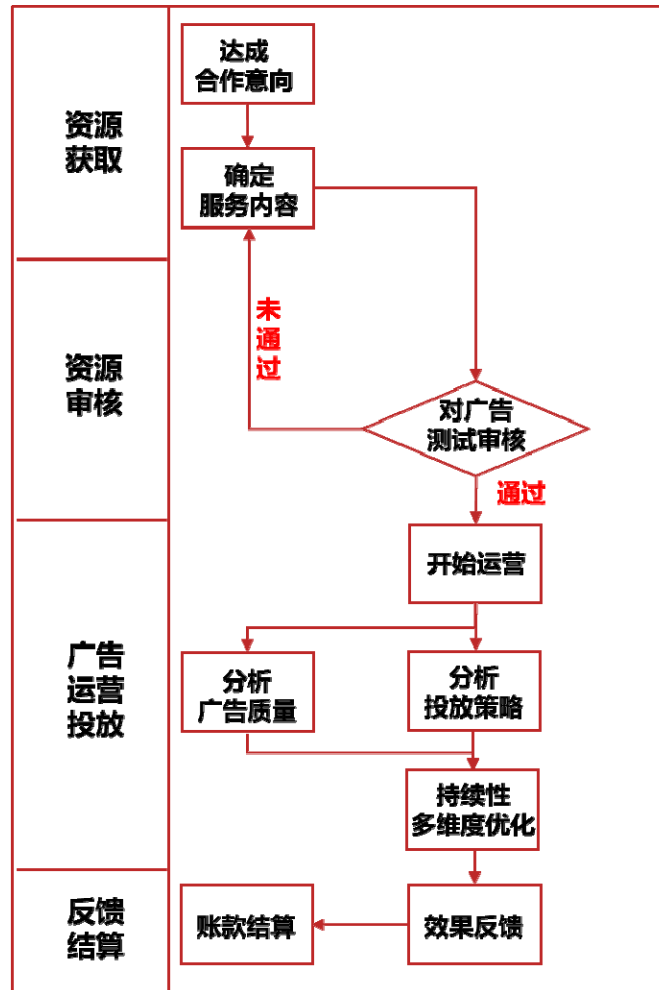 资源
获取
达成
合作意向
确定
服务内容
资源
审核
未
通
过
对广告
测试审核
通过
广告
运营
投放
开始运营
分析
广告质量
分析
投放策略
持续性
多维度优化
反馈
结算
账款结算
效果反馈